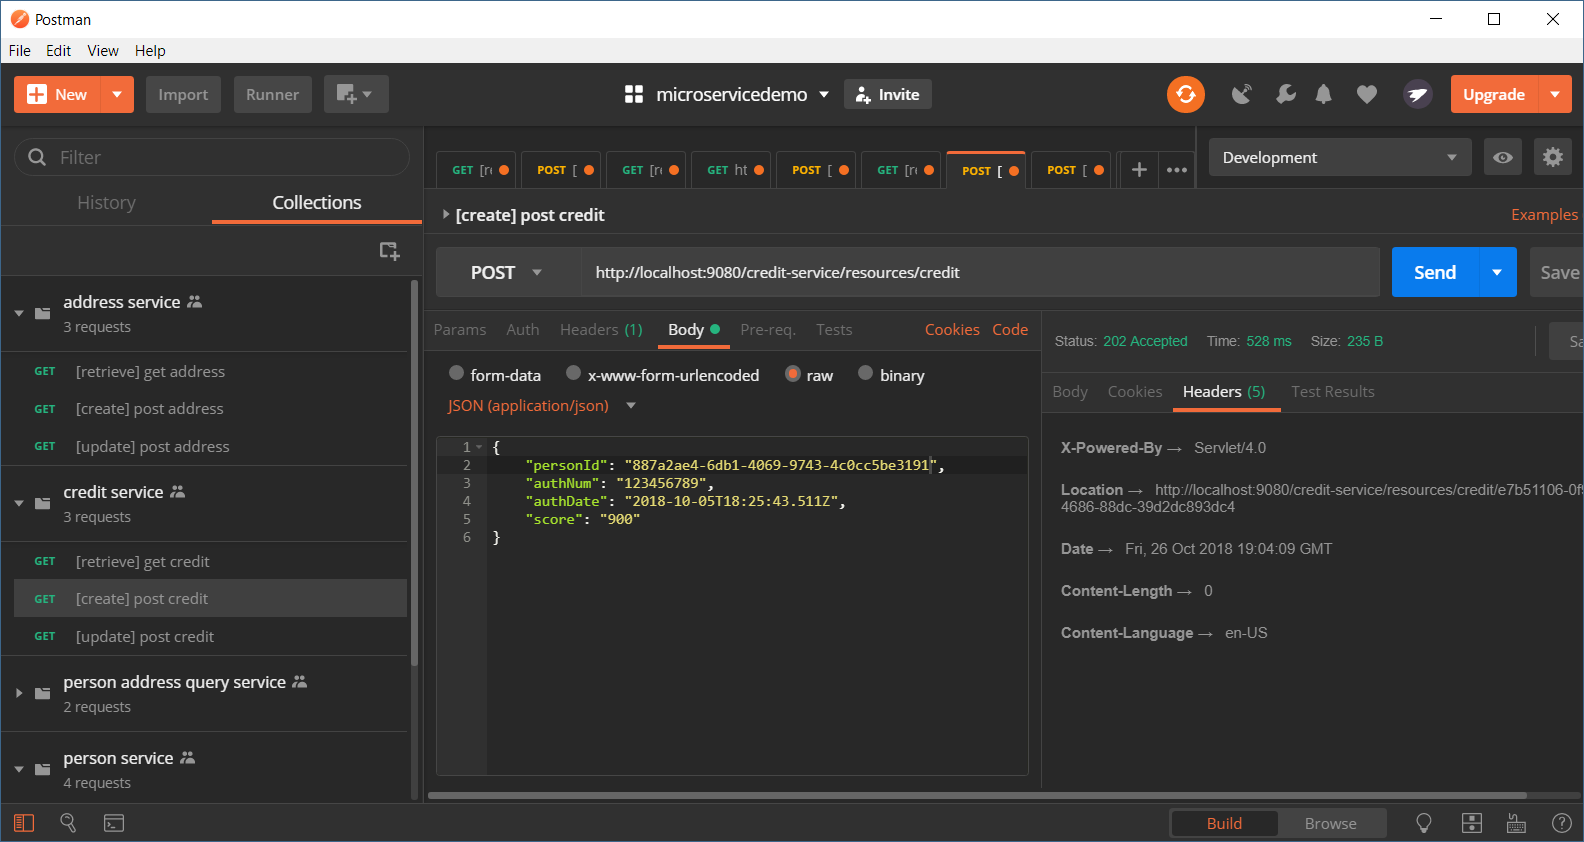 Postman
File Edit View Help
New Import Runner microservicedemo Invite Upgrade
Filter
History Collections
address service
3 requests
GET [retrieve] get address
GET [create] post address
GET [update] post address
credit service
3 requests
GET [retrieve] get credit
GET [create] post credit
GET [update] post credit
person address query service
2 requests
person service
4 requests
GET [re POST [ GET [re GET ht POST [ GET [re POST [ POST [
Development
[create] post credit Examples
POST http://localhost:9080/credit-service/resources/credit Send Save
Params Auth Headers (1) Body Pre-req. Tests Cookies Code
form-data x-www-form-urlencoded raw binary
JSON (application/json)
1 {
2 "personId": "887a2ae4-6db1-4069-9743-4c0cc5be3191",
3 "authNum": "123456789",
4 "authDate": "2018-10-05T18:25:43.511Z",
5 "score": "900"
6 }
Status: 202 Accepted Time: 528 ms Size: 235 B Sa
Body Cookies Headers (5) Test Results
X-Powered-By → Servlet/4.0
Location → http://localhost:9080/credit-service/resources/credit/e7b51106-0f
4686-88dc-39d2dc893dc4
Date → Fri, 26 Oct 2018 19:04:09 GMT
Content-Length → 0
Content-Language → en-US
Build Browse